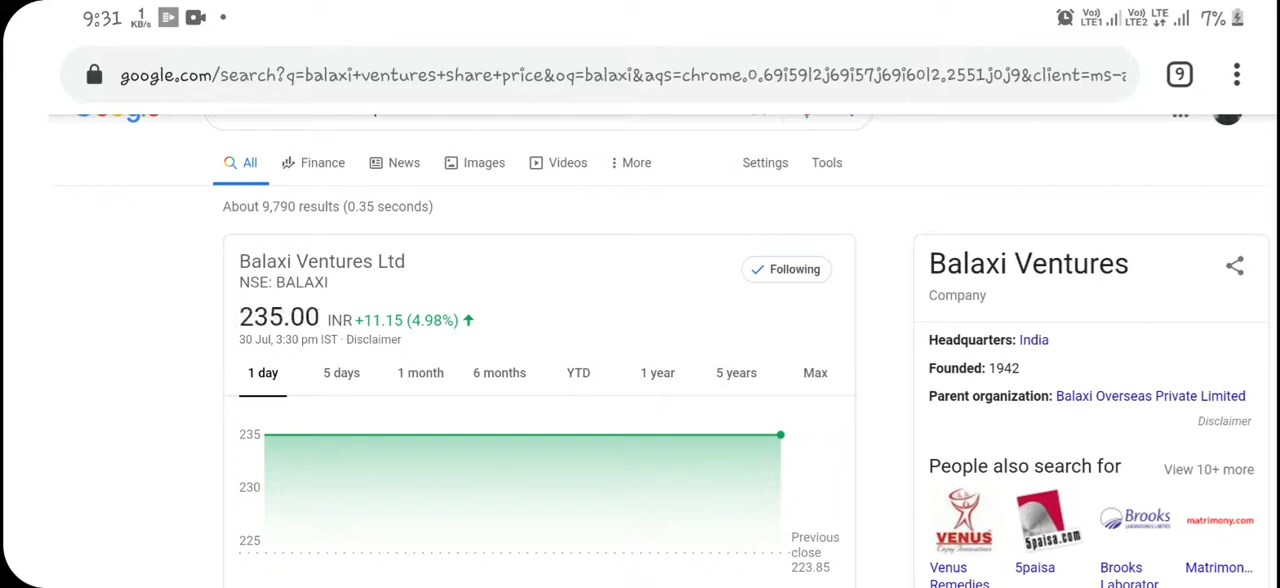 9:31 1 KB/s
Vo) LTE1 Vo) LTE2 LTE 7%
google.com/search?q=balaxi+ventures+share+price&oq=balaxi&aqs=chrome.0.69i59l2j69i57j69i60l2.2551j0j9&client=ms-a
9
All Finance News Images Videos More Settings Tools
About 9,790 results (0.35 seconds)
Balaxi Ventures Ltd
NSE: BALAXI
Following
235.00 INR +11.15 (4.98%)
30 Jul, 3:30 pm IST · Disclaimer
1 day 5 days 1 month 6 months YTD 1 year 5 years Max
235
230
225
Previous
close
223.85
Balaxi Ventures
Company
Headquarters: India
Founded: 1942
Parent organization: Balaxi Overseas Private Limited
Disclaimer
People also search for View 10+ more
VENUS
5paisa.com
Brooks
matrimony.com
Venus 5paisa Brooks Matrimon...
Remedies Laborator